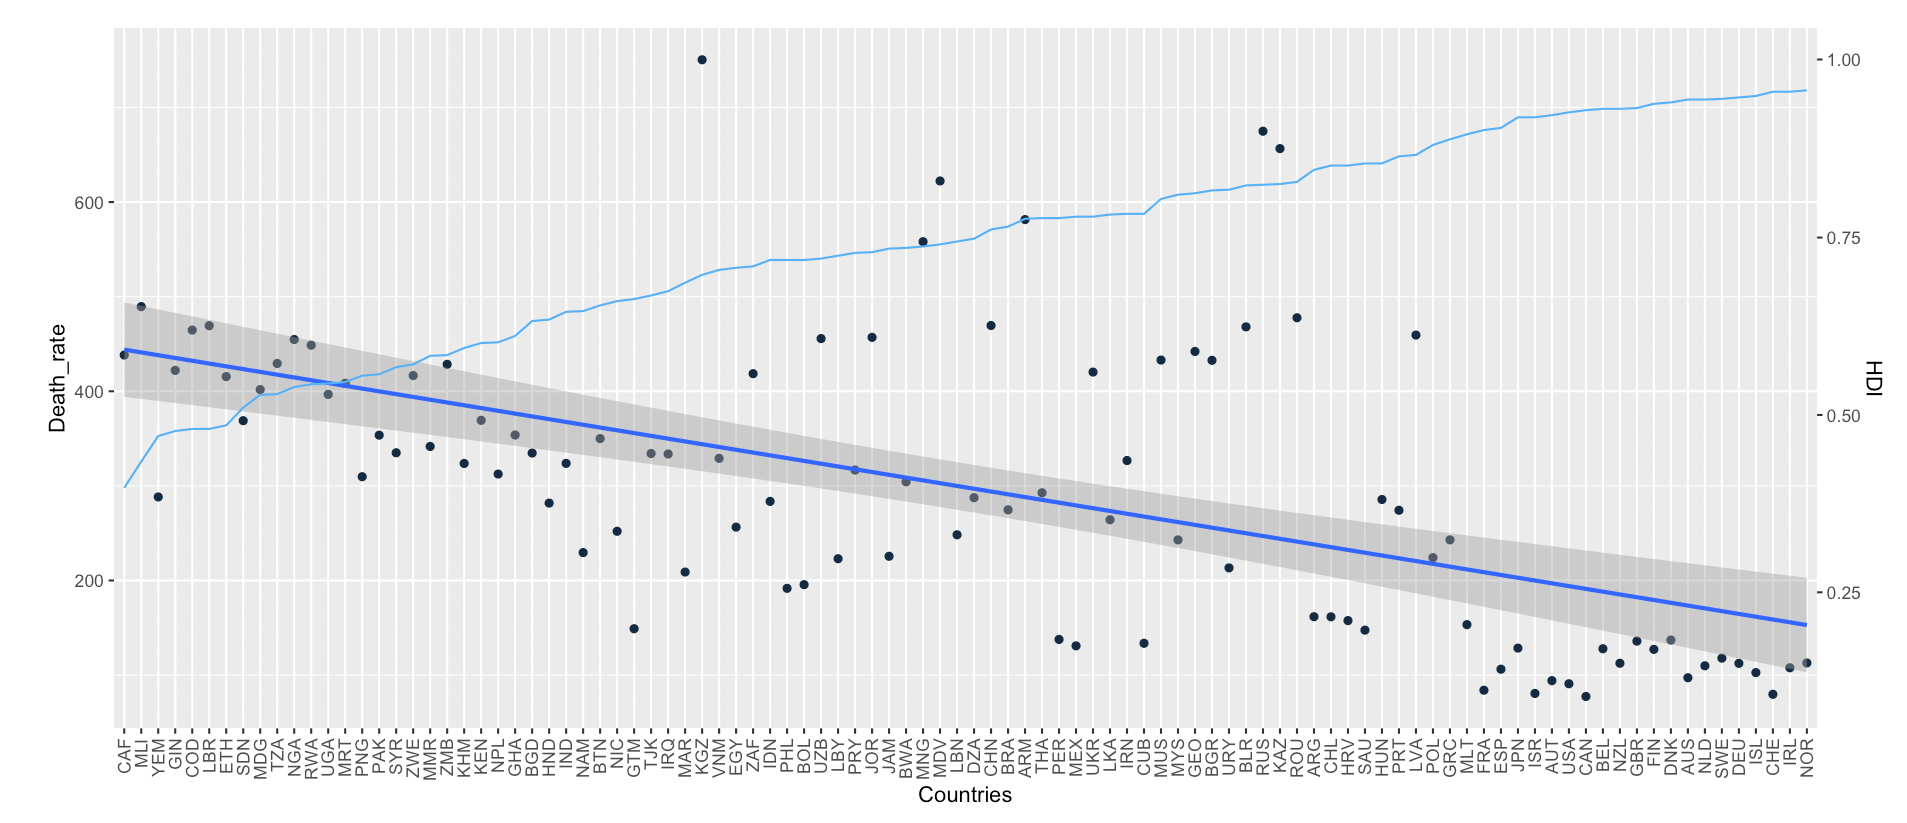 1.00
600
0.75
Death_rate
HDI
400
0.50
200
0.25
CAF MLI YEM GIN COD LBR ETH SDN MDG TZA NGA RWA UGA MRT PNG PAK SYR ZWE MMR ZMB KHM KEN NPL GHA BGD HND IND NAM BTN NIC GTM TJK IRQ MAR KGZ VNM EGY ZAF IDN PHL BOL UZB LBY PRY JOR JAM BWA MNG MDV LBN DZA CHN BRA ARM THA PER MEX UKR LKA IRN CUB MUS MYS GEO BGR URY BLR RUS KAZ ROU ARG CHL HRV SAU HUN PRT LVA POL GRC MLT FRA ESP JPN ISR AUT USA CAN BEL NZL GBR FIN DNK AUS NLD SWE DEU ISL CHE IRL NOR
Countries